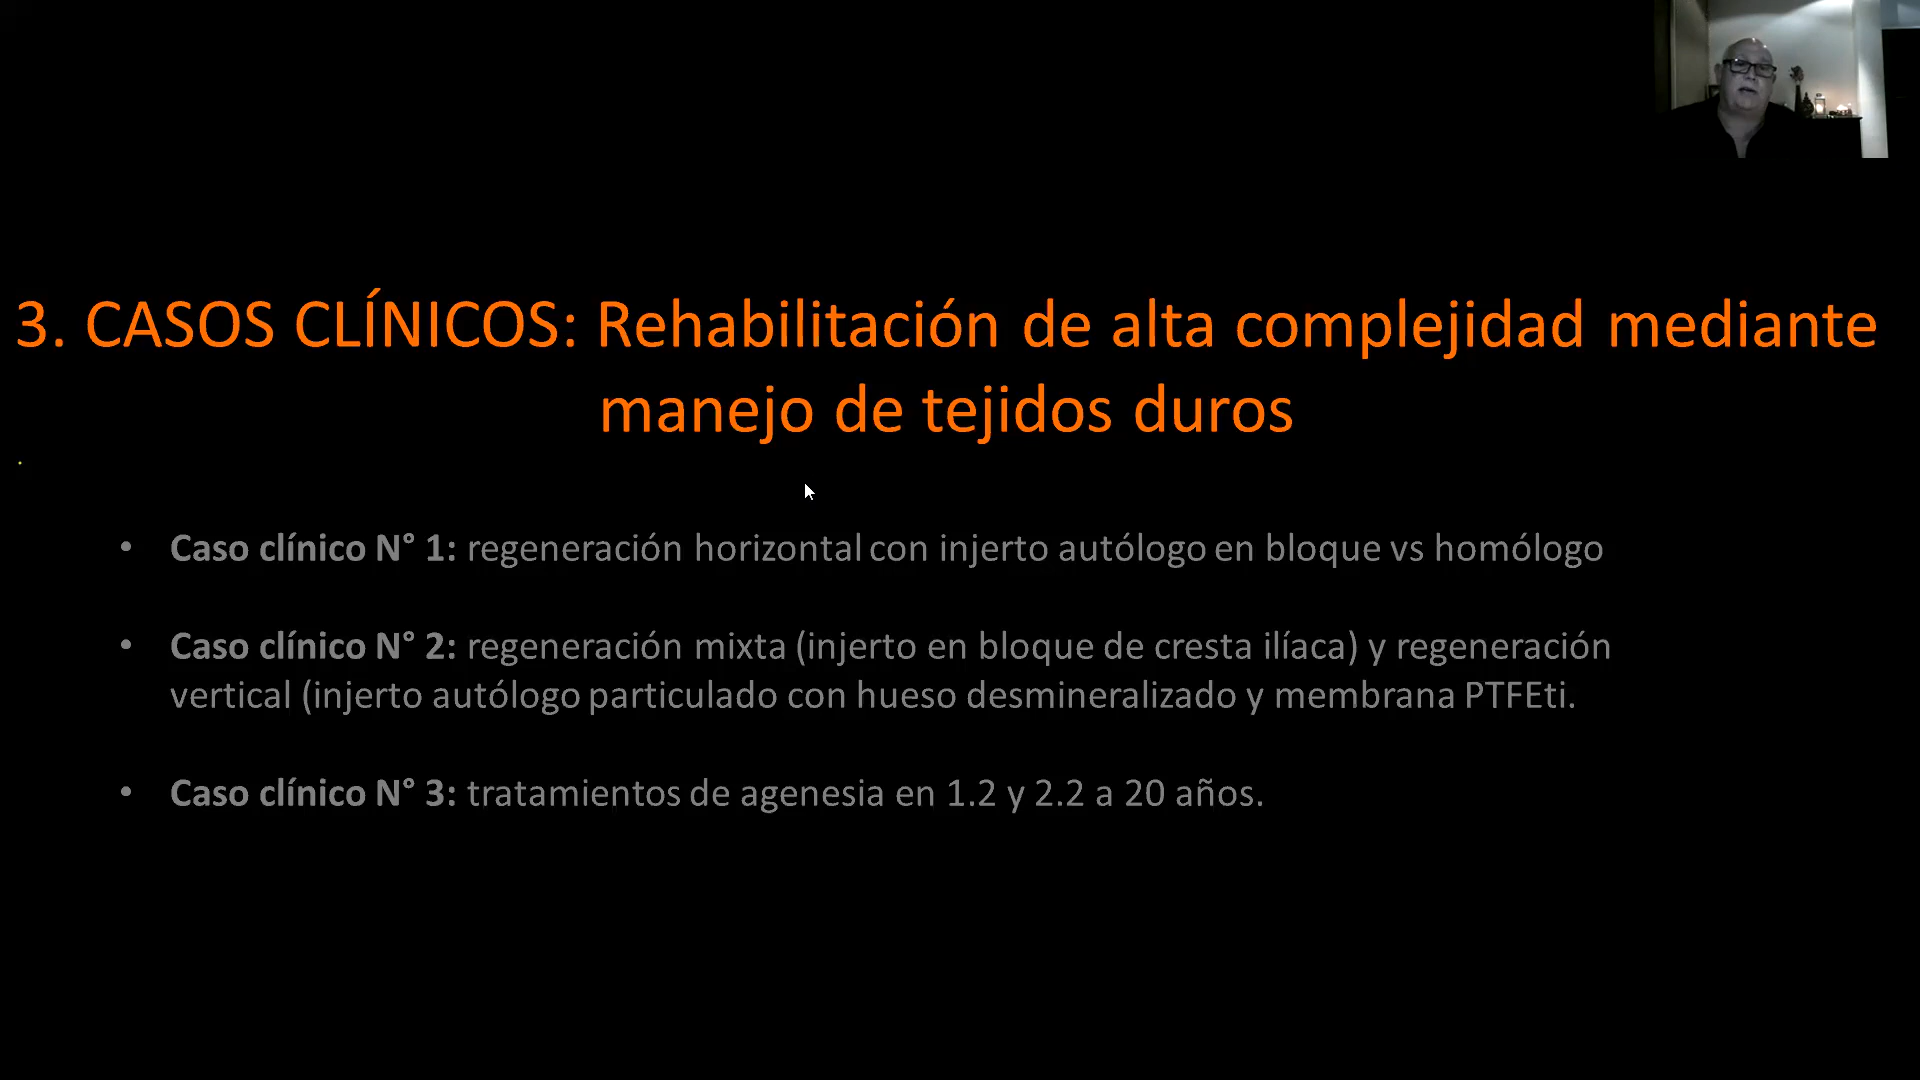 3. CASOS CLÍNICOS: Rehabilitación de alta complejidad mediante
manejo de tejidos duros
• Caso clínico N° 1: regeneración horizontal con injerto autólogo en bloque vs homólogo
• Caso clínico N° 2: regeneración mixta (injerto en bloque de cresta ilíaca) y regeneración
vertical (injerto autólogo particulado con hueso desmineralizado y membrana PTFEti.
• Caso clínico N° 3: tratamientos de agenesia en 1.2 y 2.2 a 20 años.